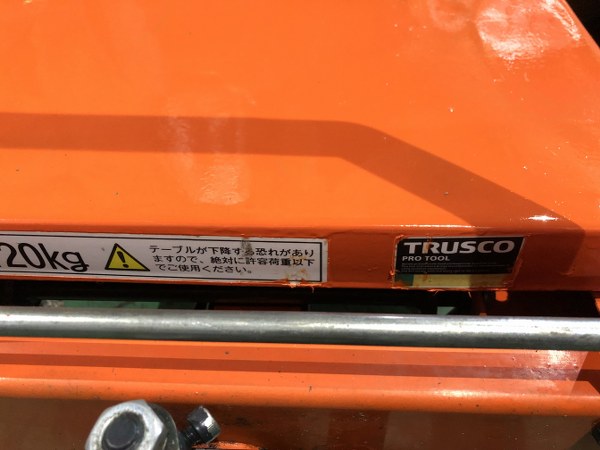 20kg
テーブルが下降する恐れがあり
ますので、絶対に許容荷重以下
でご使用ください。
TRUSCO
PRO TOOL